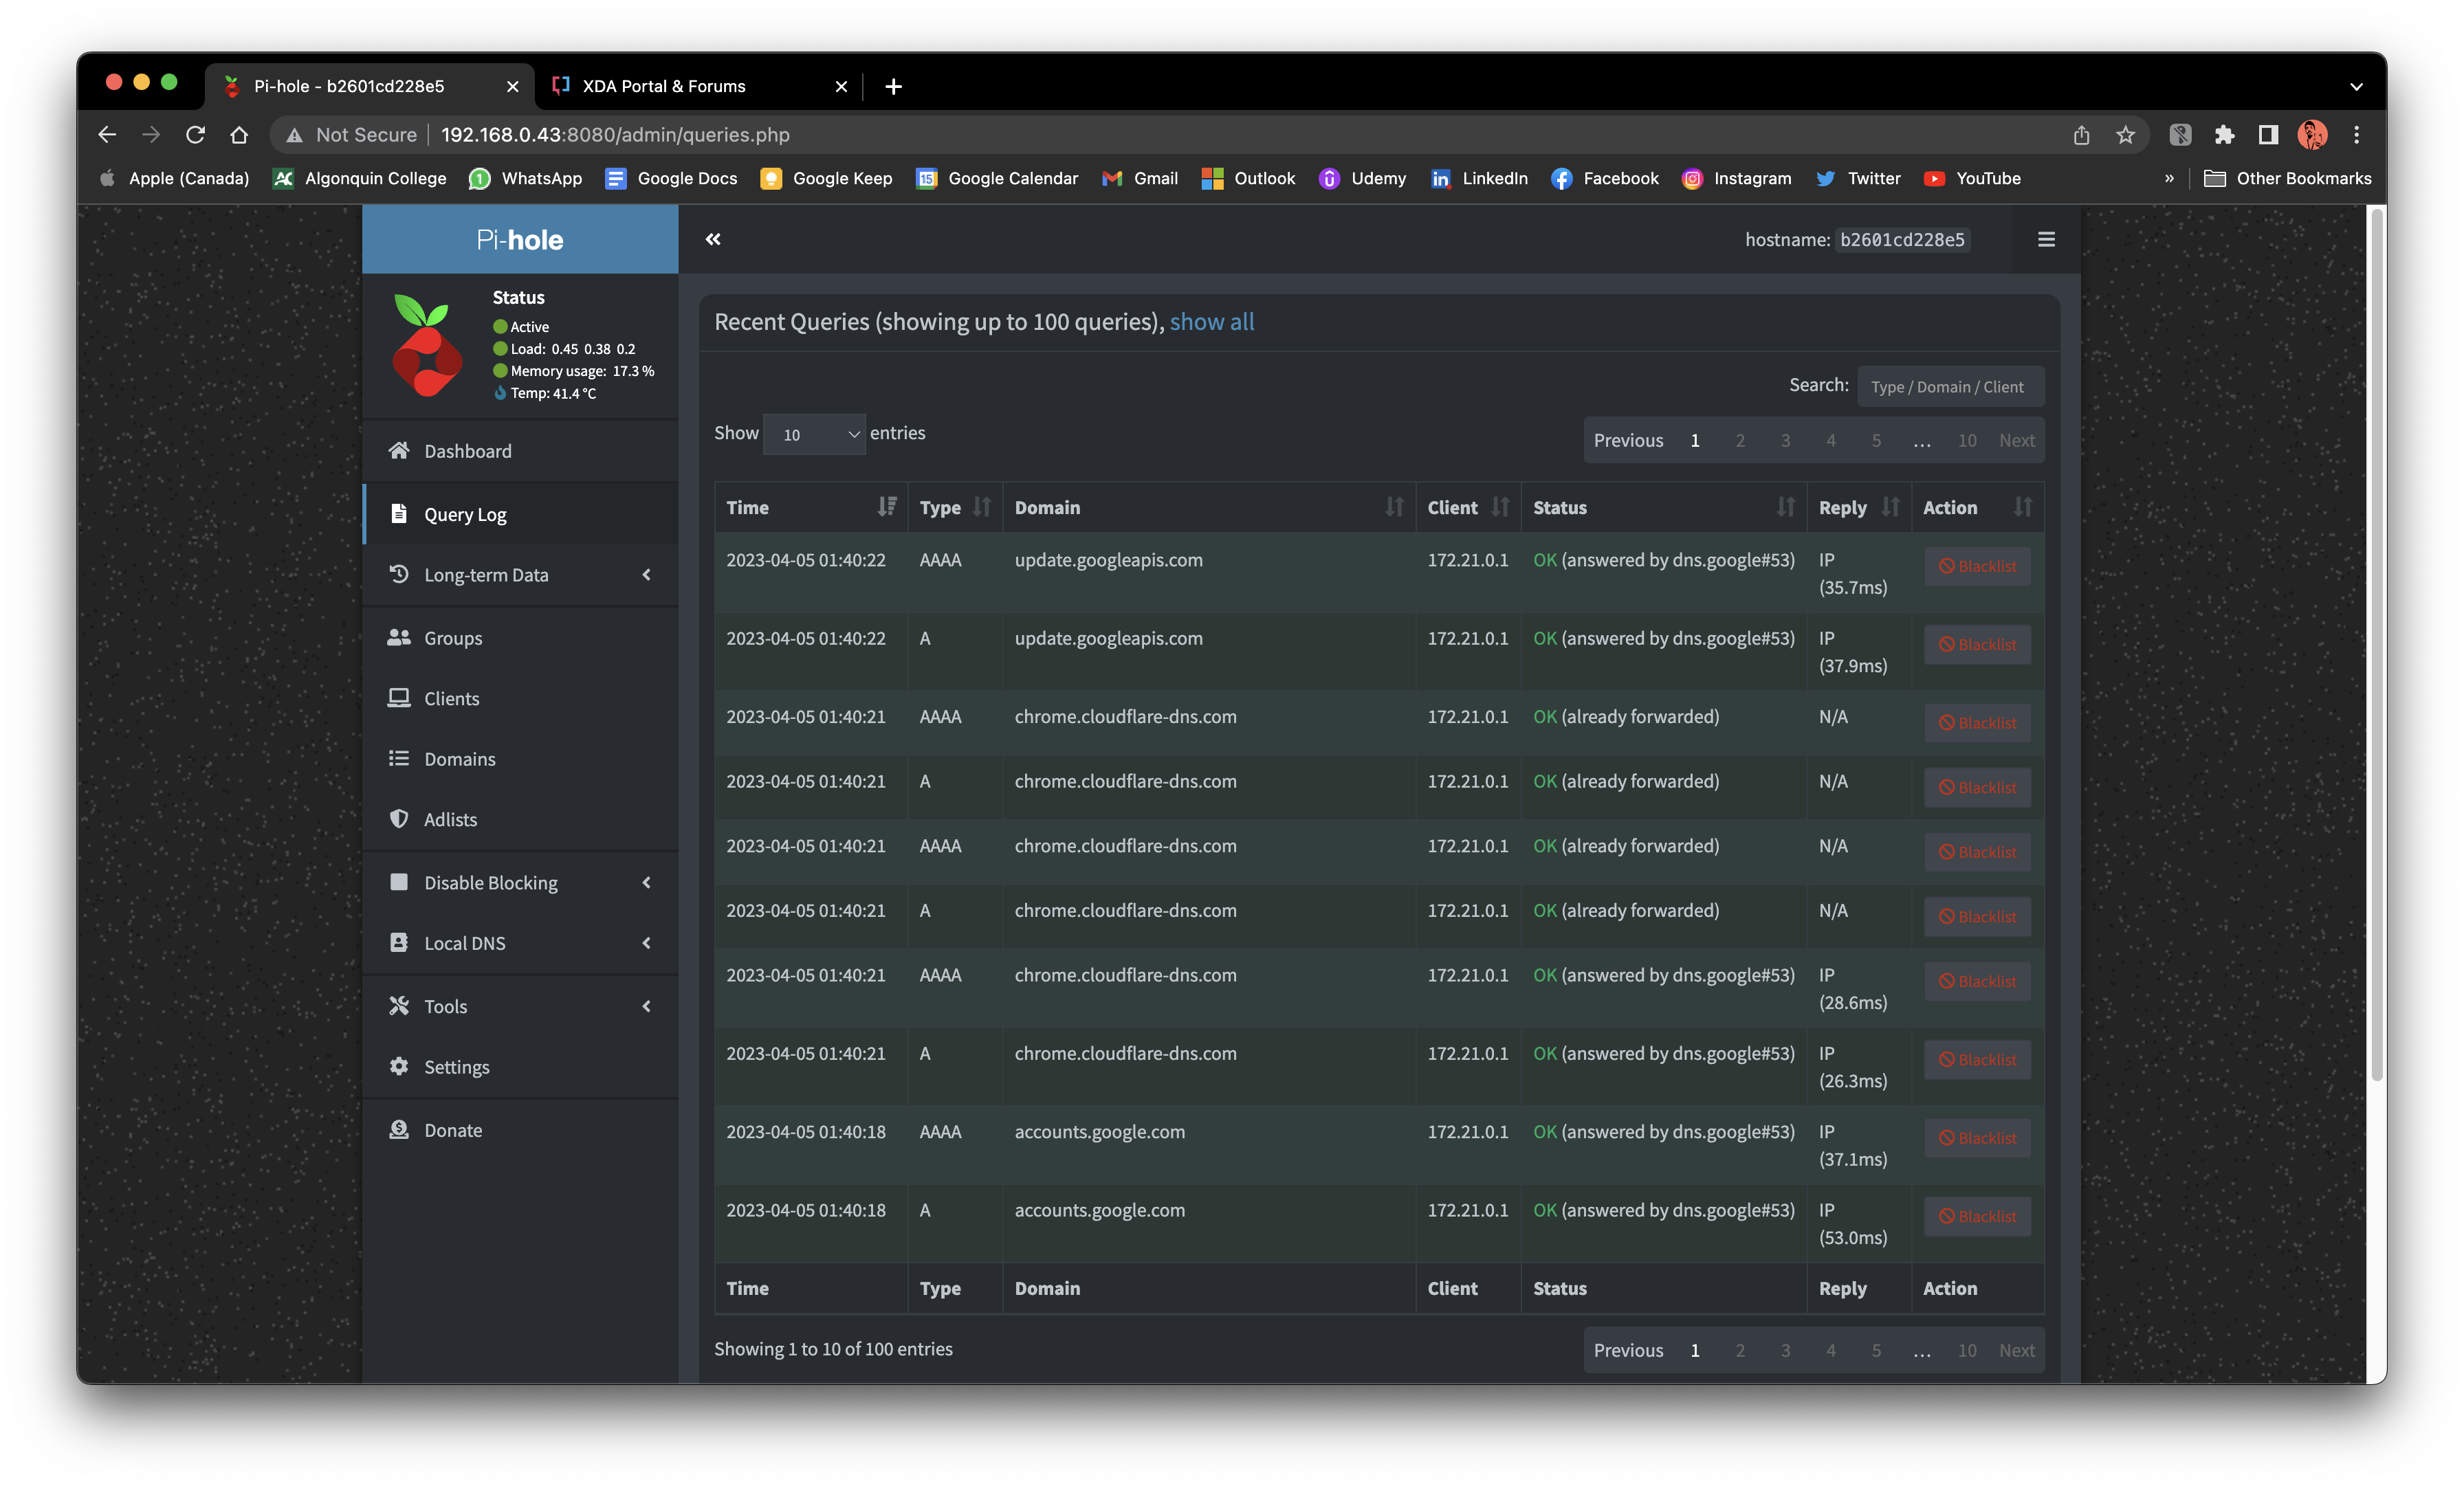 Pi-hole - b2601cd228e5
XDA Portal & Forums
Not Secure 192.168.0.43:8080/admin/queries.php
Apple (Canada) AC Algonquin College 1 WhatsApp Google Docs Google Keep 15 Google Calendar Gmail Outlook Udemy LinkedIn Facebook Instagram Twitter YouTube » Other Bookmarks
Pi-hole
hostname: b2601cd228e5
Status
Active
Load: 0.45 0.38 0.2
Memory usage: 17.3 %
Temp: 41.4 °C
Dashboard
Query Log
Long-term Data
Groups
Clients
Domains
Adlists
Disable Blocking
Local DNS
Tools
Settings
Donate
Recent Queries (showing up to 100 queries), show all
Search: Type / Domain / Client
Show 10 entries
Previous 1 2 3 4 5 … 10 Next
Time Type Domain Client Status Reply Action
2023-04-05 01:40:22 AAAA update.googleapis.com 172.21.0.1 OK (answered by dns.google#53) IP Blacklist
(35.7ms)
2023-04-05 01:40:22 A update.googleapis.com 172.21.0.1 OK (answered by dns.google#53) IP Blacklist
(37.9ms)
2023-04-05 01:40:21 AAAA chrome.cloudflare-dns.com 172.21.0.1 OK (already forwarded) N/A Blacklist
2023-04-05 01:40:21 A chrome.cloudflare-dns.com 172.21.0.1 OK (already forwarded) N/A Blacklist
2023-04-05 01:40:21 AAAA chrome.cloudflare-dns.com 172.21.0.1 OK (already forwarded) N/A Blacklist
2023-04-05 01:40:21 A chrome.cloudflare-dns.com 172.21.0.1 OK (already forwarded) N/A Blacklist
2023-04-05 01:40:21 AAAA chrome.cloudflare-dns.com 172.21.0.1 OK (answered by dns.google#53) IP Blacklist
(28.6ms)
2023-04-05 01:40:21 A chrome.cloudflare-dns.com 172.21.0.1 OK (answered by dns.google#53) IP Blacklist
(26.3ms)
2023-04-05 01:40:18 AAAA accounts.google.com 172.21.0.1 OK (answered by dns.google#53) IP Blacklist
(37.1ms)
2023-04-05 01:40:18 A accounts.google.com 172.21.0.1 OK (answered by dns.google#53) IP Blacklist
(53.0ms)
Time Type Domain Client Status Reply Action
Showing 1 to 10 of 100 entries
Previous 1 2 3 4 5 … 10 Next